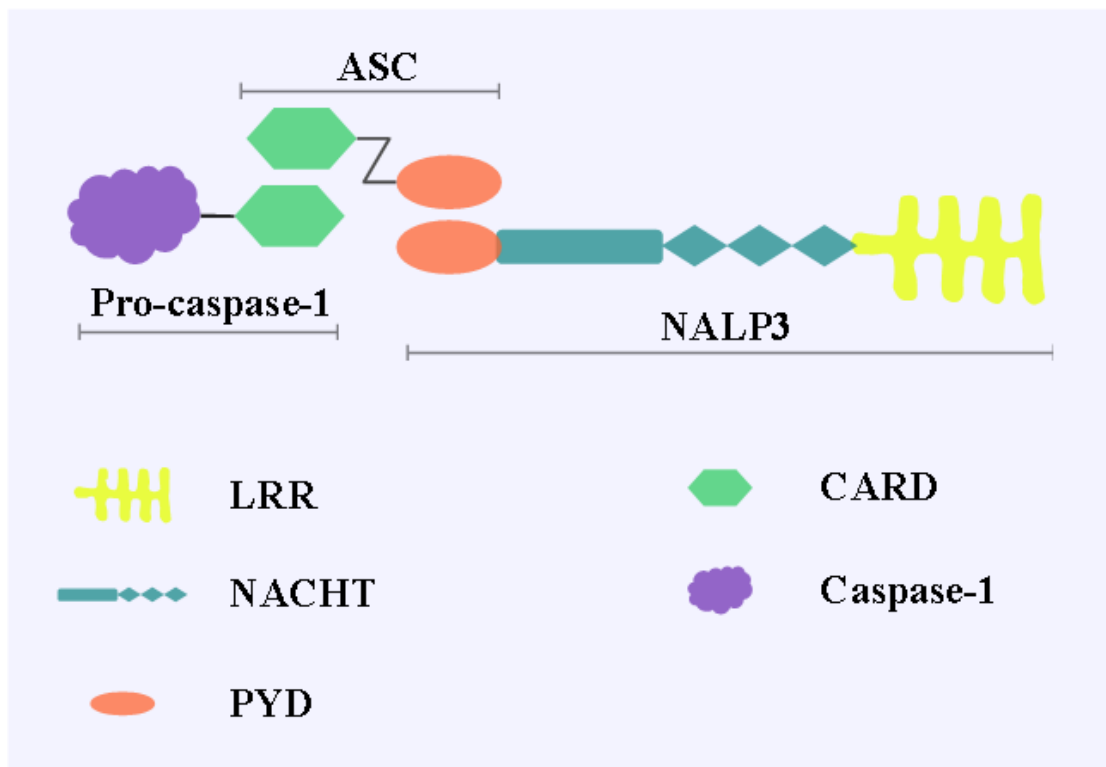 ASC
Pro-caspase-1
NALP3
LRR
CARD
NACHT
Caspase-1
PYD